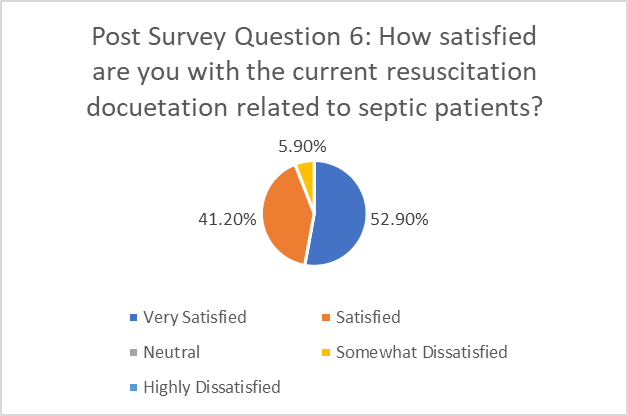 Post Survey Question 6: How satisfied
are you with the current resuscitation
docuetation related to septic patients?
5.90%
41.20%
52.90%
Very Satisfied
Satisfied
Neutral
Somewhat Dissatisfied
Highly Dissatisfied